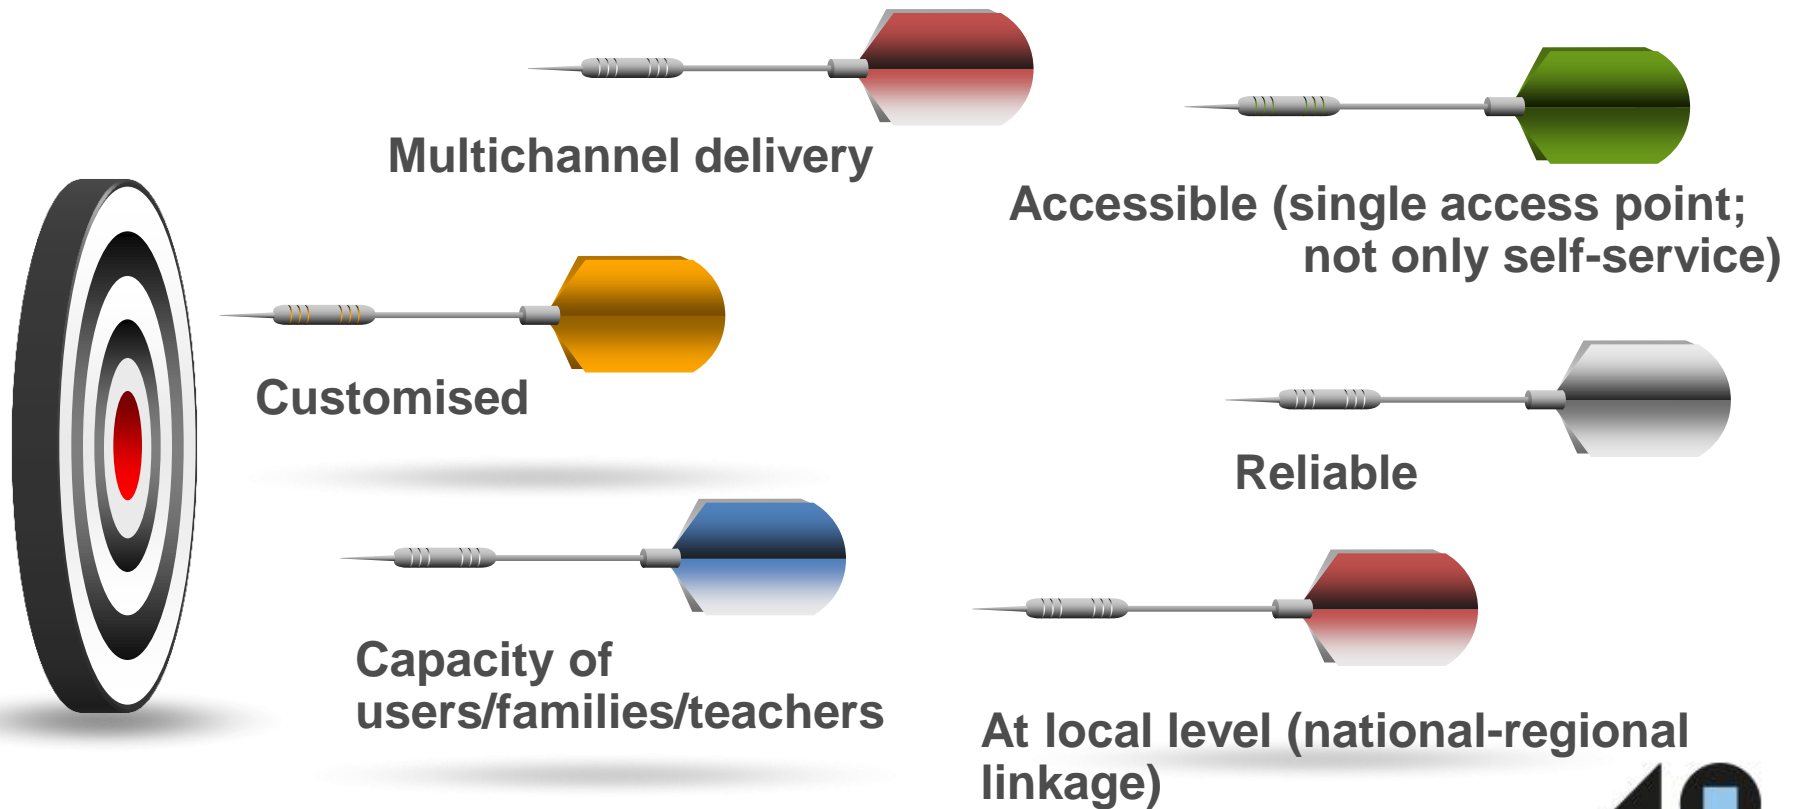 Multichannel delivery
Accessible (single access point;
not only self-service)
Customised
Reliable
Capacity of
users/families/teachers
At local level (national-regional
linkage)